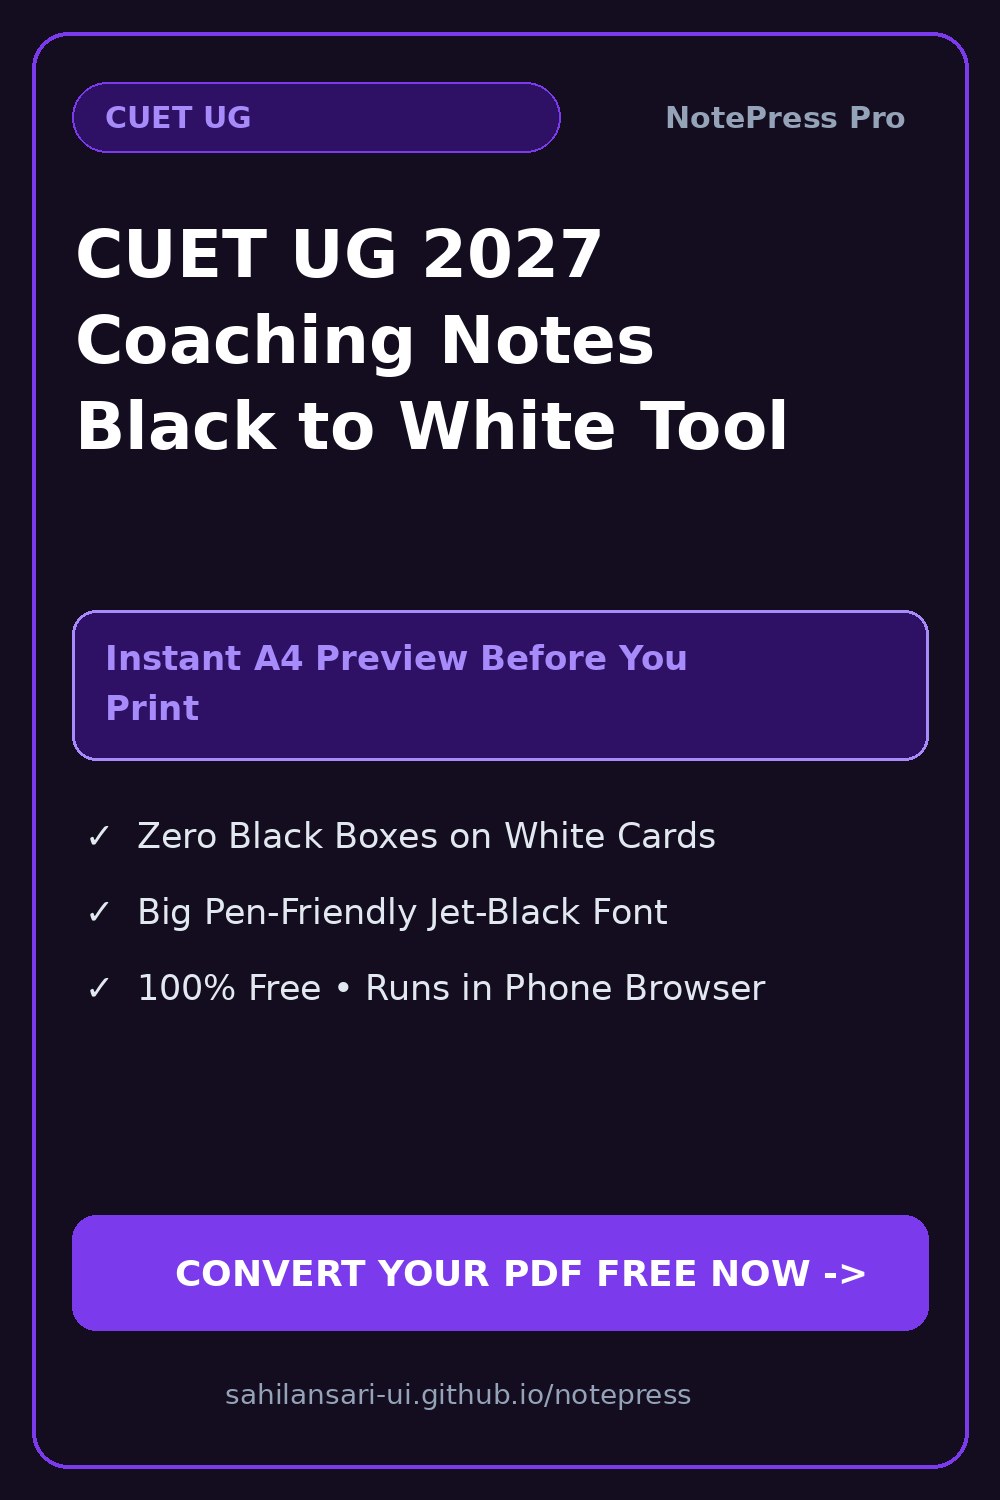 CUET UG
NotePress Pro
CUET UG 2027
Coaching Notes
Black to White Tool
Instant A4 Preview Before You
Print
✓ Zero Black Boxes on White Cards
✓ Big Pen-Friendly Jet-Black Font
✓ 100% Free • Runs in Phone Browser
CONVERT YOUR PDF FREE NOW ->
sahilansari-ui.github.io/notepress